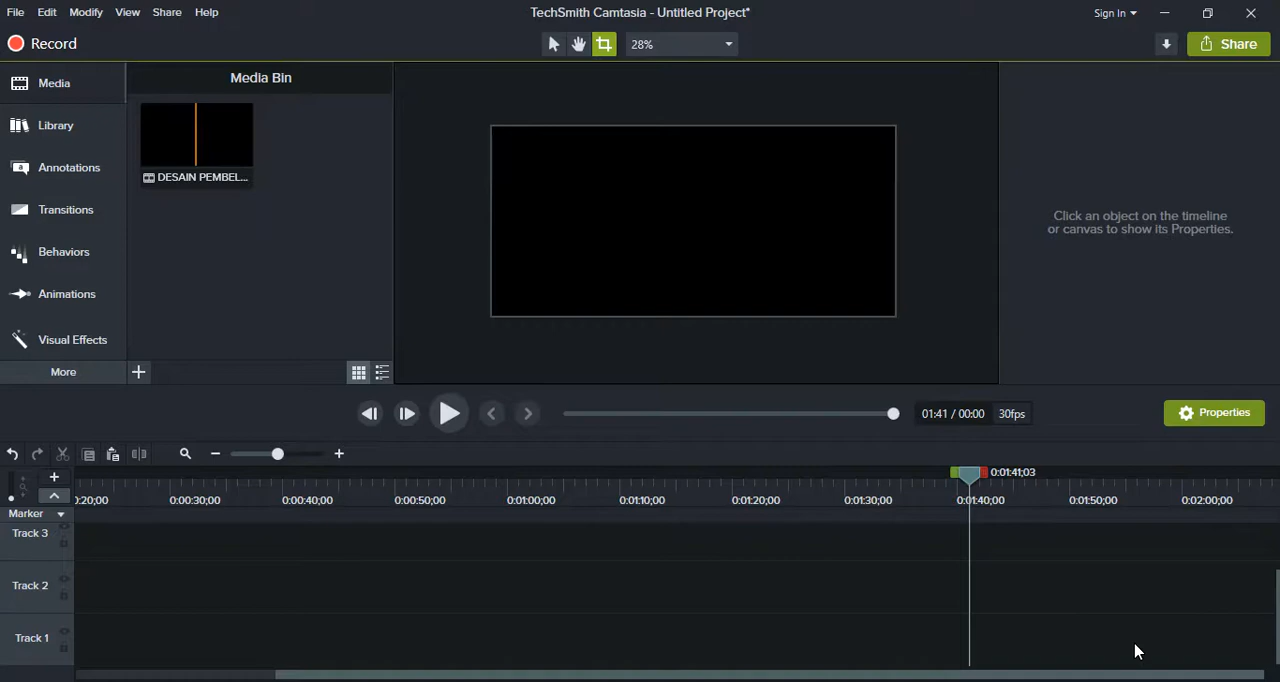 File Edit Modify View Share Help
TechSmith Camtasia - Untitled Project*
Sign In
Record
28%
Share
Media
Media Bin
Library
DESAIN PEMBEL...
Annotations
Transitions
Click an object on the timeline
or canvas to show its Properties.
Behaviors
Animations
Visual Effects
More
01:41 / 00:00 30fps
Properties
0:01:41;03
:20;00 0:00:30;00 0:00:40;00 0:00:50;00 0:01:00;00 0:01:10;00 0:01:20;00 0:01:30;00 0:01:40;00 0:01:50;00 0:02:00;00
Marker
Track 3
Track 2
Track 1